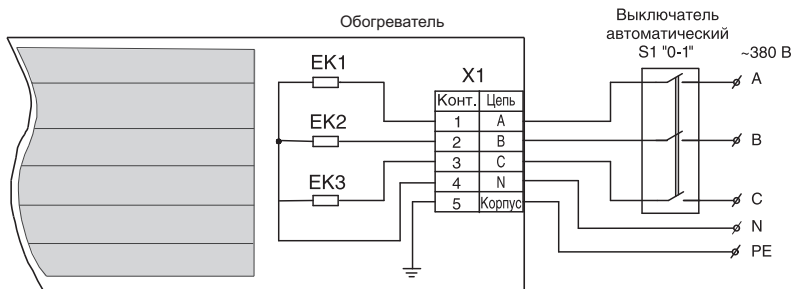 Обогреватель
Выключатель
автоматический
S1 "0-1"
~380 В
EK1
EK2
EK3
X1
Конт. Цепь
1 A
2 B
3 C
4 N
5 Корпус
A
B
C
N
PE